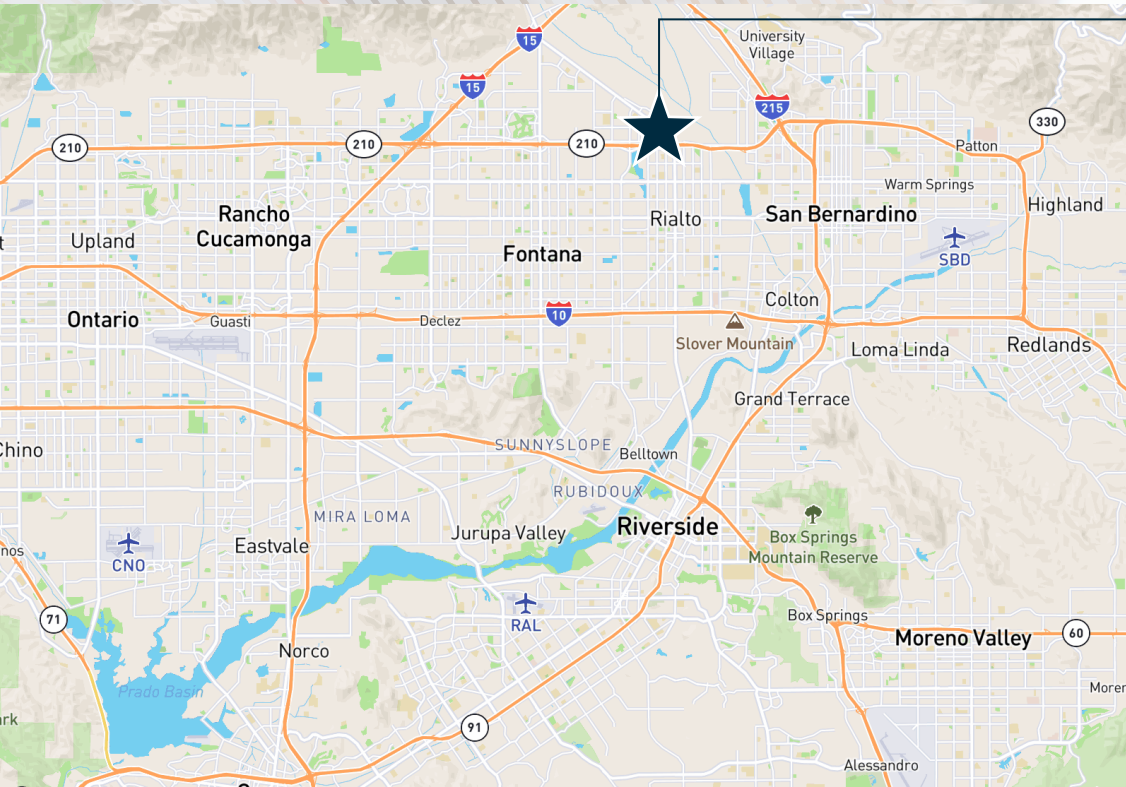 15
University
Village
15
215
330
210
210
210
Patton
Warm Springs
Highland
Rancho
Cucamonga
Rialto
San Bernardino
Upland
Fontana
SBD
Colton
Ontario
Guasti
Declez
10
Slover Mountain
Loma Linda
Redlands
Grand Terrace
SUNNYSLOPE
Belltown
RUBIDOUX
MIRA LOMA
Jurupa Valley
Riverside
Box Springs
Mountain Reserve
Eastvale
CNO
RAL
71
Box Springs
Moreno Valley
60
Norco
Prado Basin
Morer
91
Alessandro